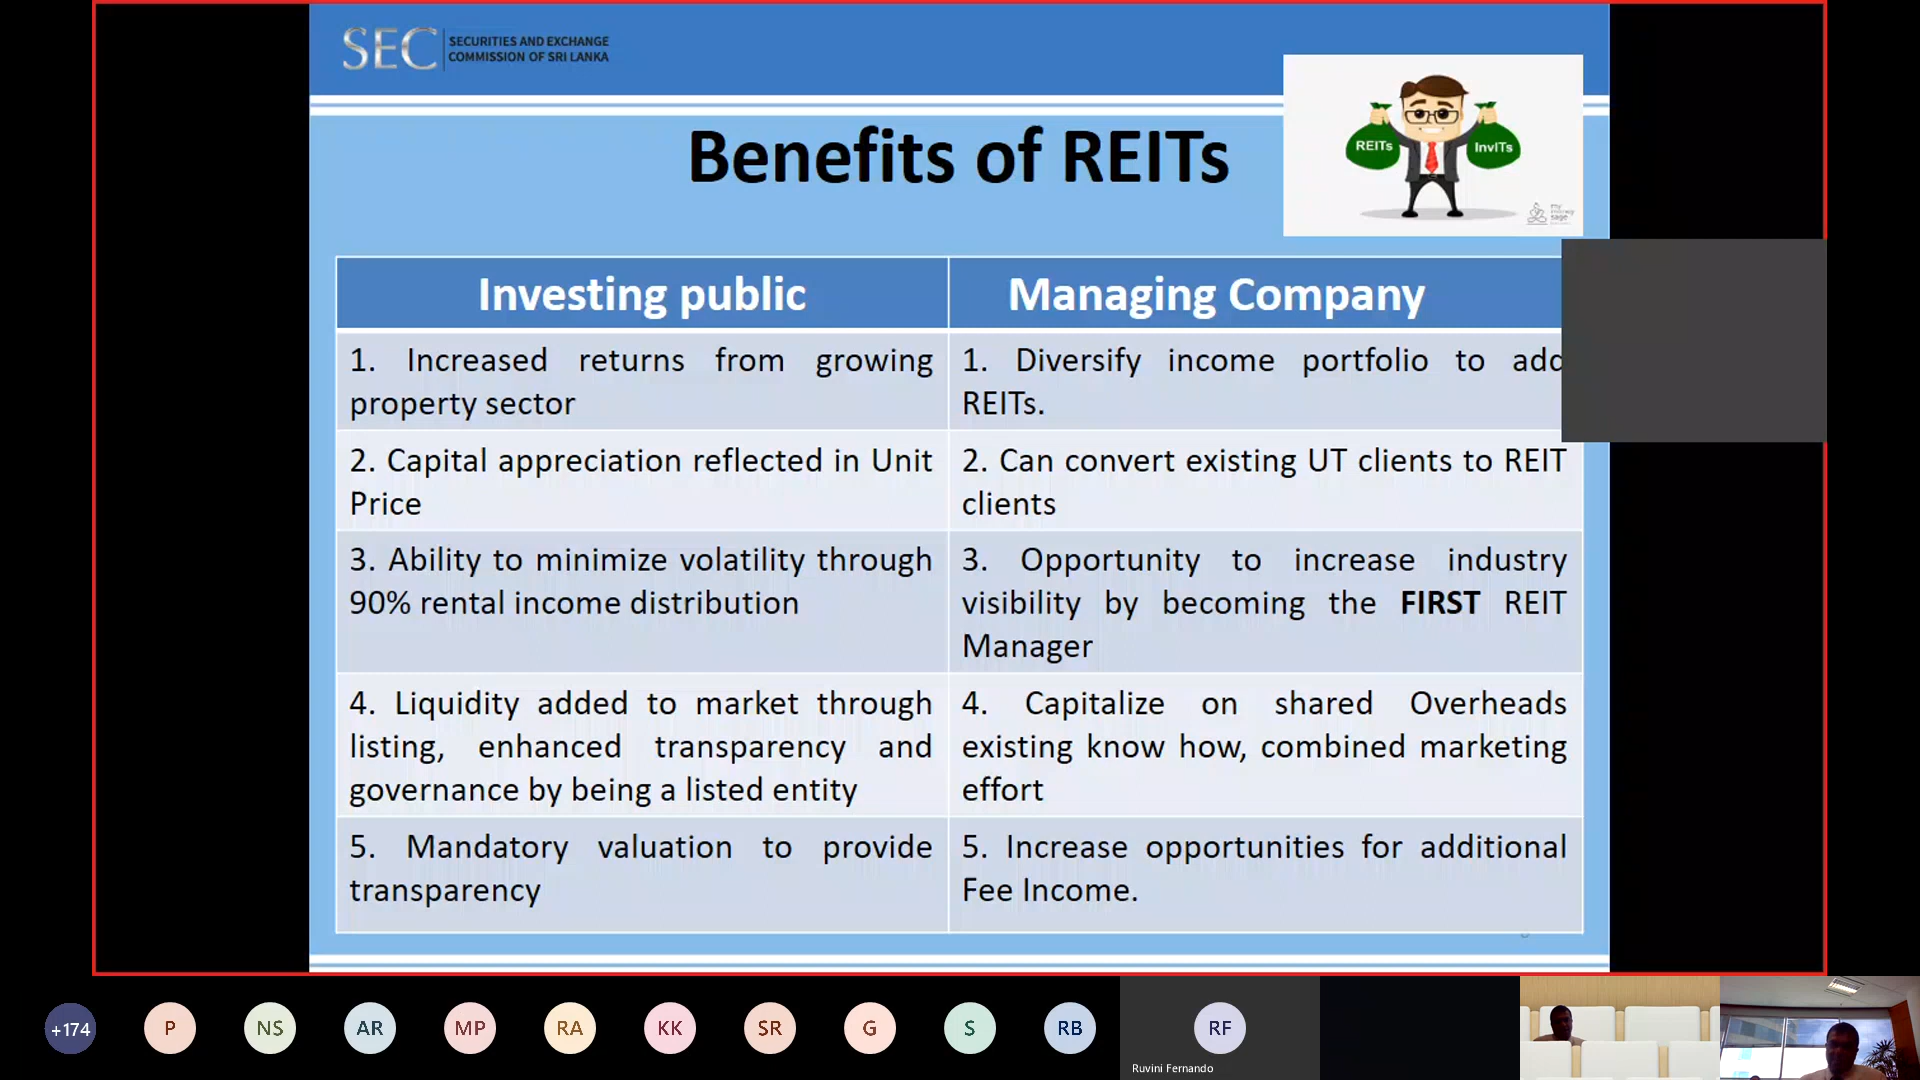 SEC SECURITIES AND EXCHANGE
COMMISSION OF SRI LANKA
Benefits of REITs
REITs
InvITs
Investing public
Managing Company
1. Increased returns from growing
property sector
1. Diversify income portfolio to add
REITs.
2. Capital appreciation reflected in Unit
Price
2. Can convert existing UT clients to REIT
clients
3. Ability to minimize volatility through
90% rental income distribution
3. Opportunity to increase industry
visibility by becoming the FIRST REIT
Manager
4. Liquidity added to market through
listing, enhanced transparency and
governance by being a listed entity
4. Capitalize on shared Overheads
existing know how, combined marketing
effort
5. Mandatory valuation to provide
transparency
5. Increase opportunities for additional
Fee Income.
+174
P
NS
AR
MP
RA
KK
SR
G
S
RB
RF
Ruvini Fernando